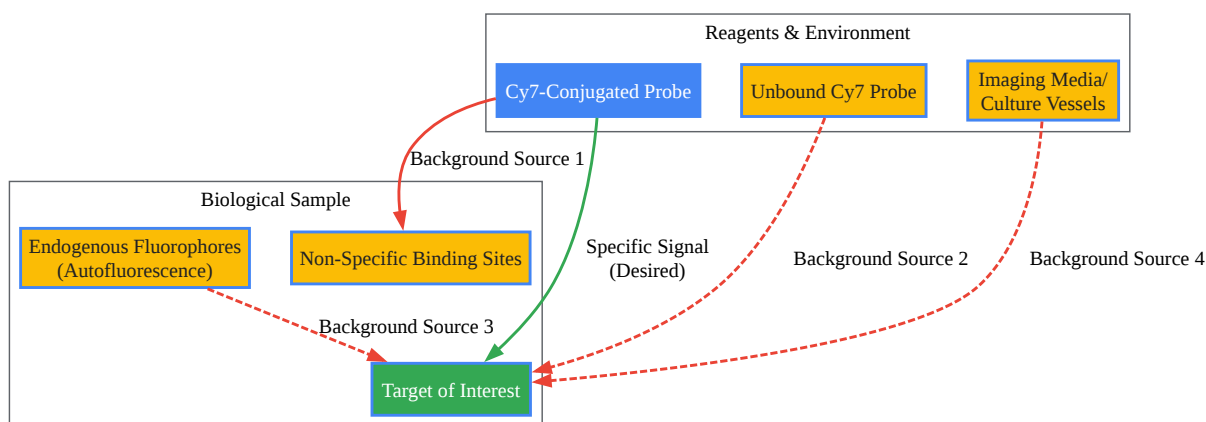 Reagents & Environment
Cy7-Conjugated Probe
Unbound Cy7 Probe
Imaging Media/
Culture Vessels
Background Source 1
Biological Sample
Endogenous Fluorophores
(Autofluorescence)
Non-Specific Binding Sites
Specific Signal
(Desired)
Background Source 2
Background Source 4
Background Source 3
Target of Interest